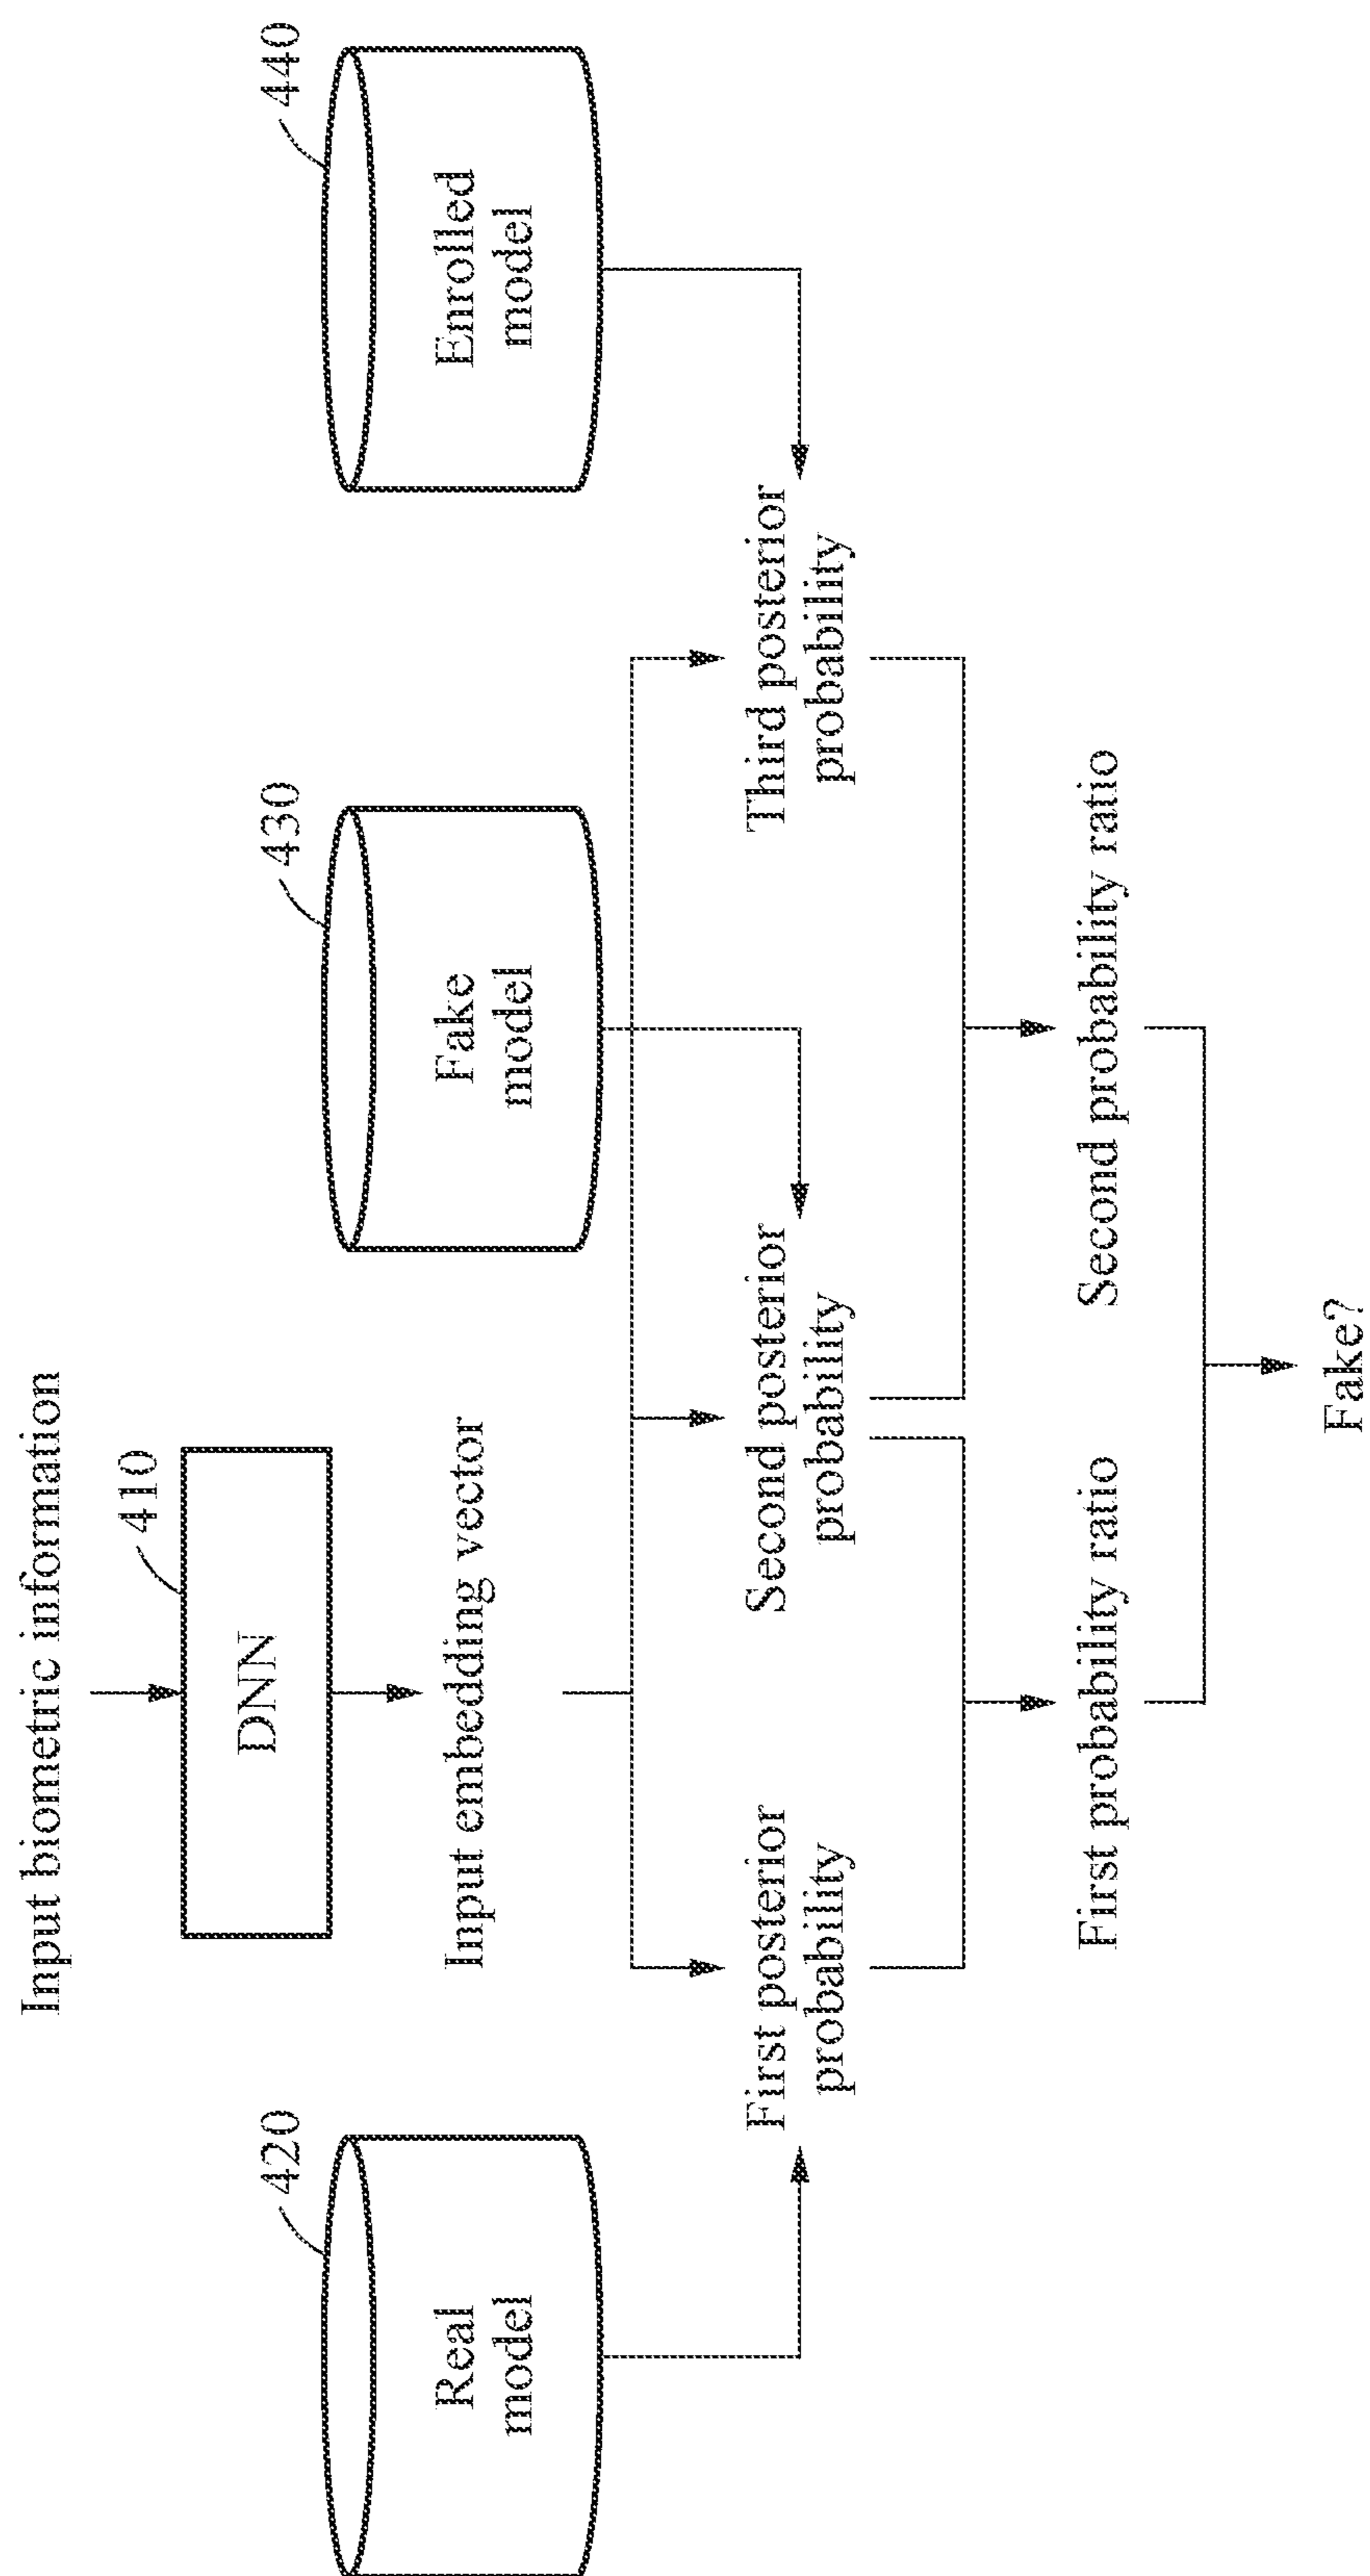 Input biometric information
410
DNN
420
430
440
Real
model
Input embedding vector
Fake
model
Enrolled
model
First posterior
probability
Second posterior
probability
Third posterior
probability
First probability ratio
Second probability ratio
Fake?